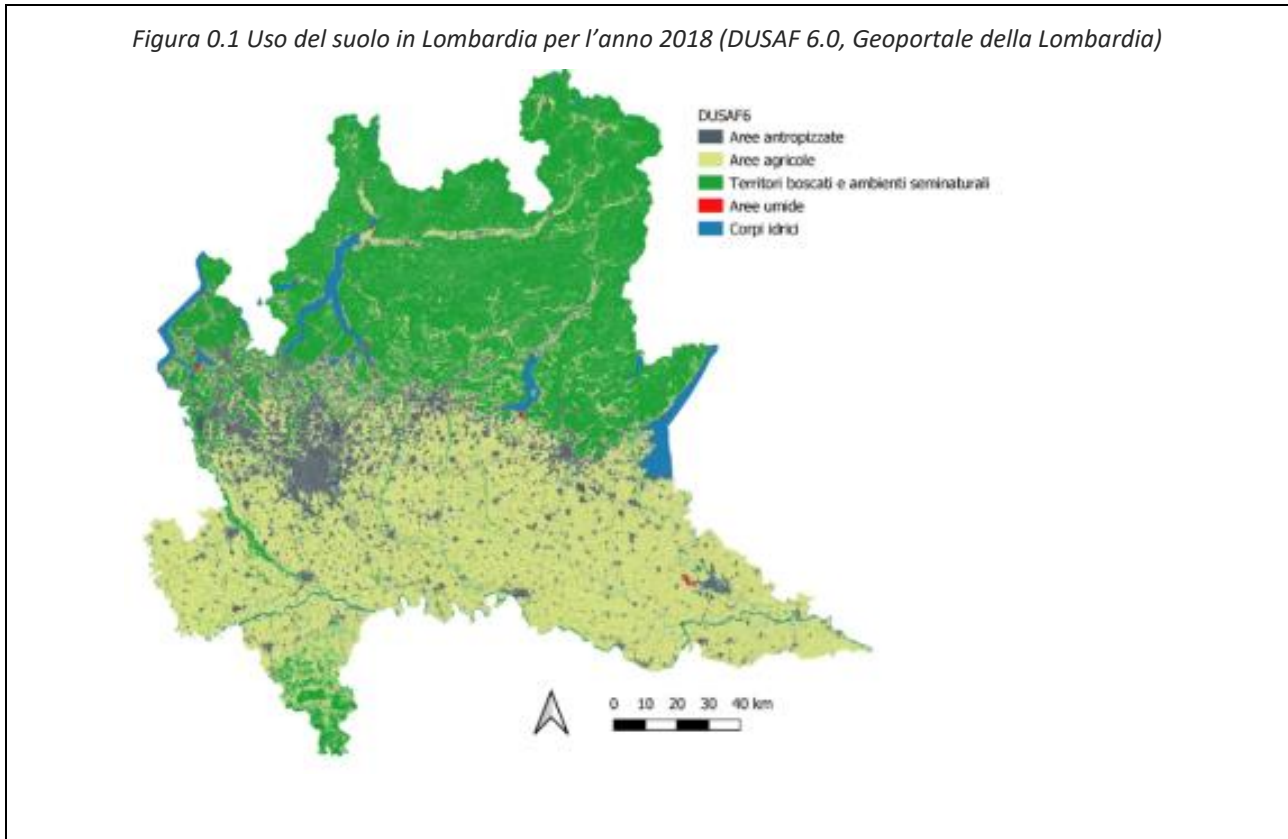 Figura 0.1 Uso del suolo in Lombardia per l’anno 2018 (DUSAF 6.0, Geoportale della Lombardia)
DUSAF6
Aree antropizzate
Aree agricole
Territori boscati e ambienti seminaturali
Aree umide
Corpi idrici
0 10 20 30 40 km